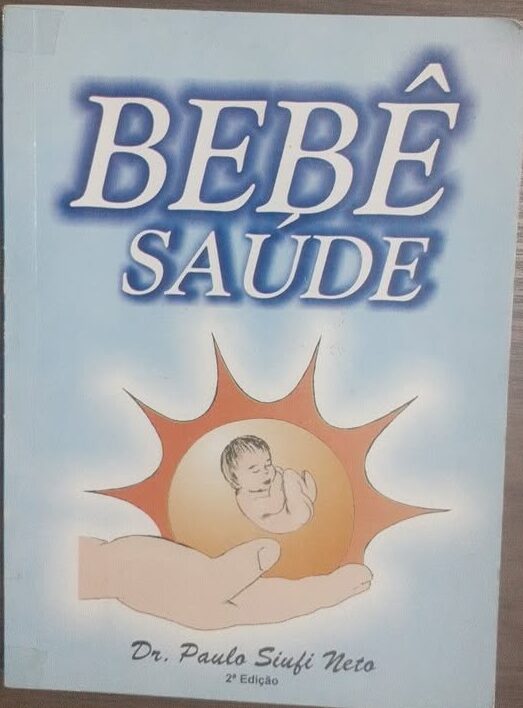 BEBÊ
SAÚDE
Dr. Paulo Siufi Neto
2ª Edição